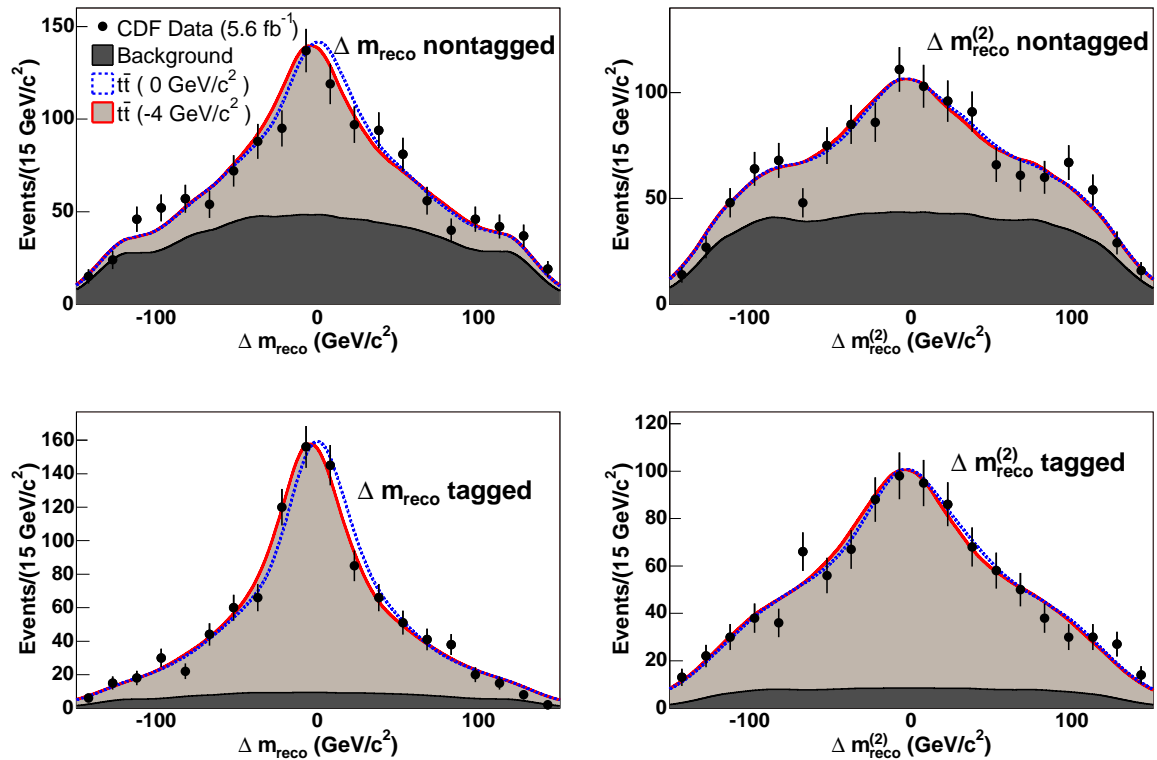 150
100
50
0
Events/(15 GeV/c²)
CDF Data (5.6 fb⁻¹)
Background
tt̄ ( 0 GeV/c²)
tt̄ (-4 GeV/c²)
Δ m_reco nontagged
-100 0 100
Δ m_reco (GeV/c²)
100
50
0
Events/(15 GeV/c²)
Δ m_reco^(2) nontagged
-100 0 100
Δ m_reco^(2) (GeV/c²)
160
140
120
100
80
60
40
20
0
Events/(15 GeV/c²)
Δ m_reco tagged
-100 0 100
Δ m_reco (GeV/c²)
120
100
80
60
40
20
0
Events/(15 GeV/c²)
Δ m_reco^(2) tagged
-100 0 100
Δ m_reco^(2) (GeV/c²)